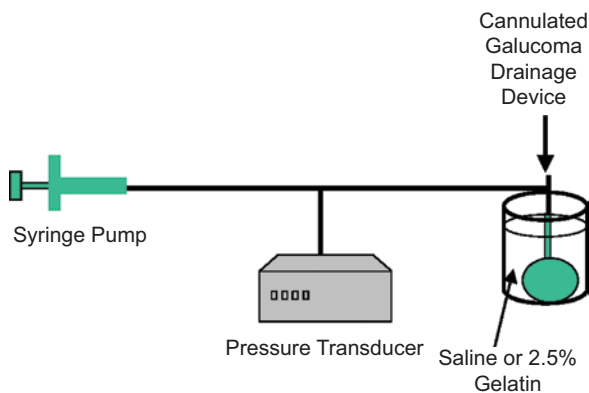 Cannulated
Galucoma
Drainage
Device
Syringe Pump
Pressure Transducer
Saline or 2.5%
Gelatin